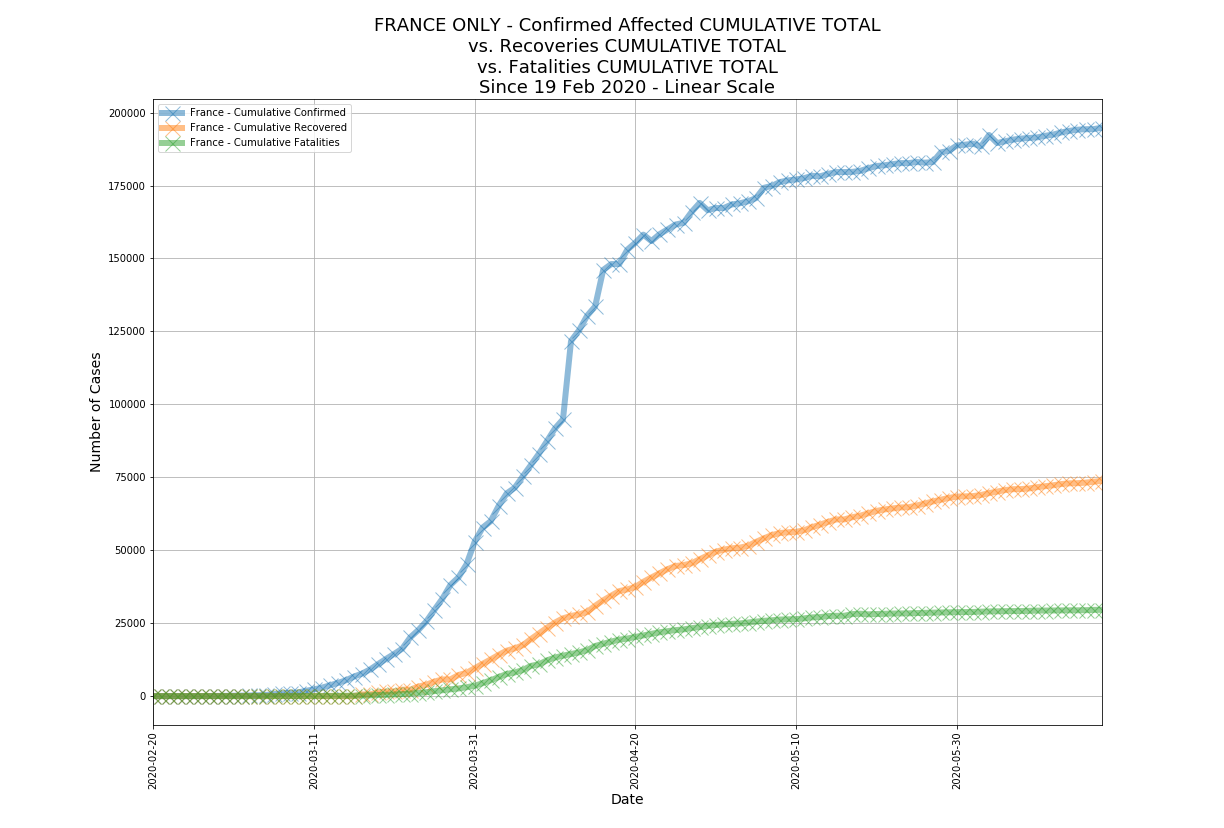 FRANCE ONLY - Confirmed Affected CUMULATIVE TOTAL
vs. Recoveries CUMULATIVE TOTAL
vs. Fatalities CUMULATIVE TOTAL
Since 19 Feb 2020 - Linear Scale
France - Cumulative Confirmed
France - Cumulative Recovered
France - Cumulative Fatalities
Number of Cases
200000
175000
150000
125000
100000
75000
50000
25000
0
2020-02-20
2020-03-11
2020-03-31
2020-04-20
2020-05-10
2020-05-30
Date